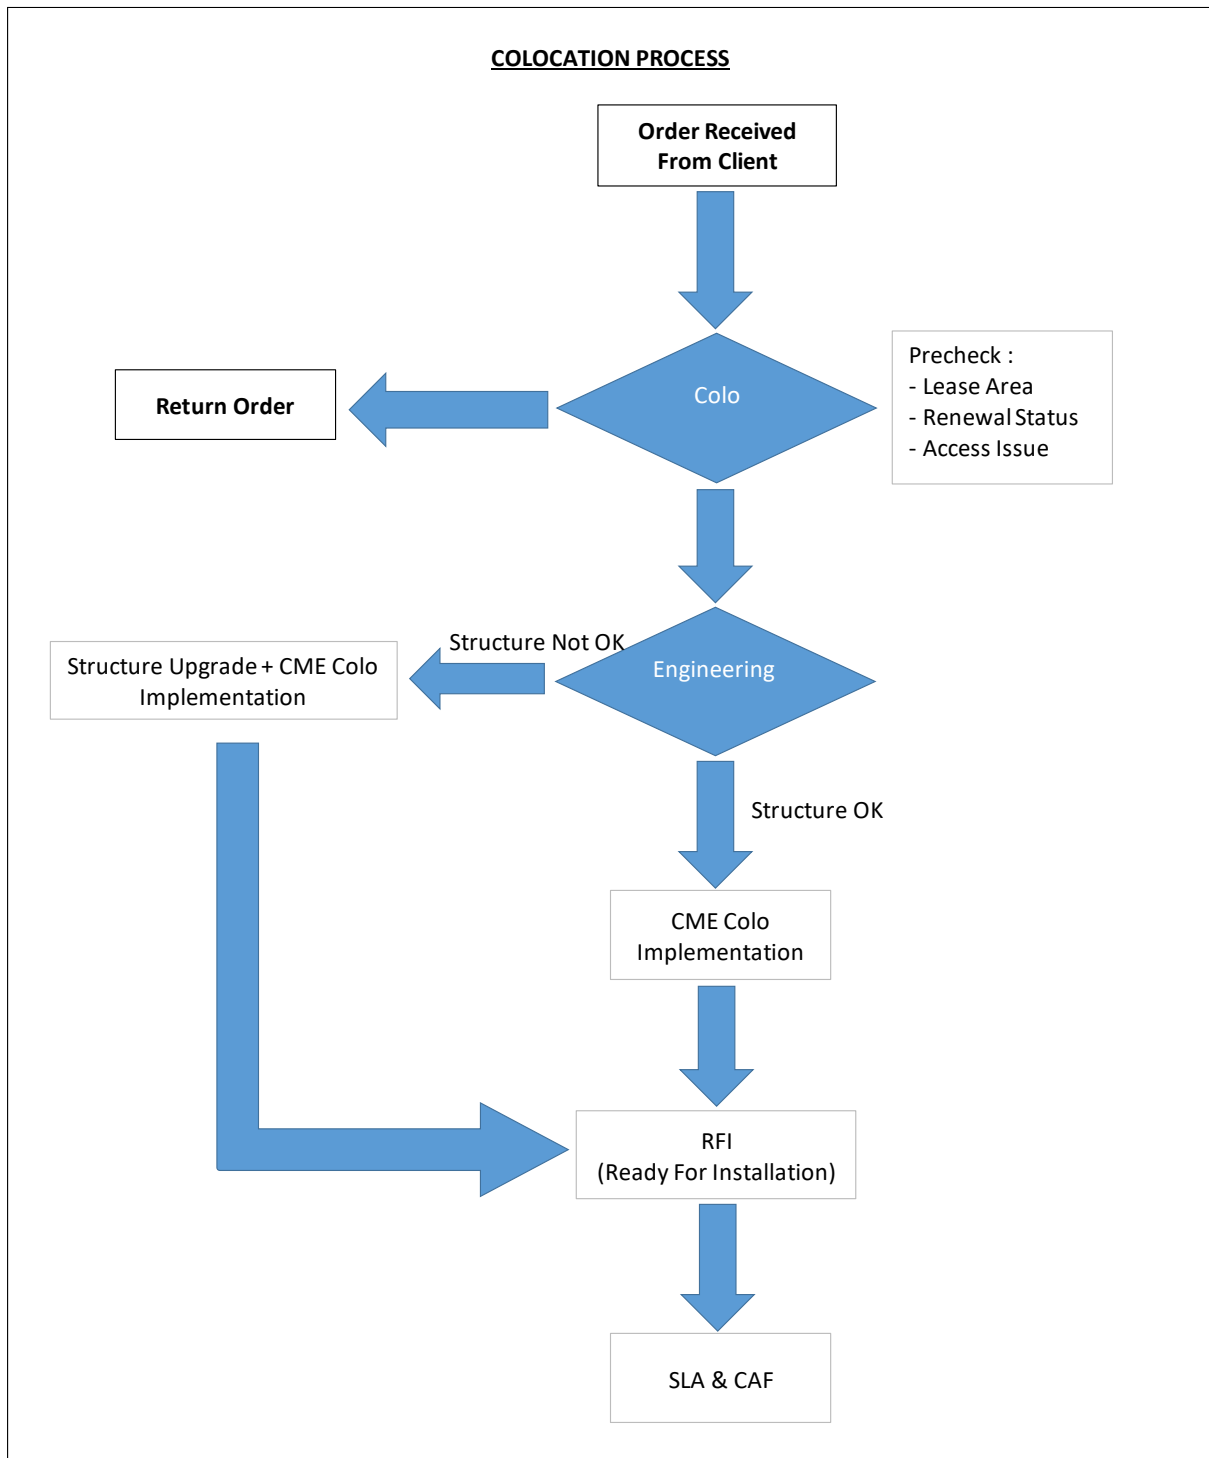 COLOCATION PROCESS
Order Received
From Client
Colo
Precheck :
- Lease Area
- Renewal Status
- Access Issue
Return Order
Structure Not OK
Engineering
Structure Upgrade + CME Colo
Implementation
Structure OK
CME Colo
Implementation
RFI
(Ready For Installation)
SLA & CAF